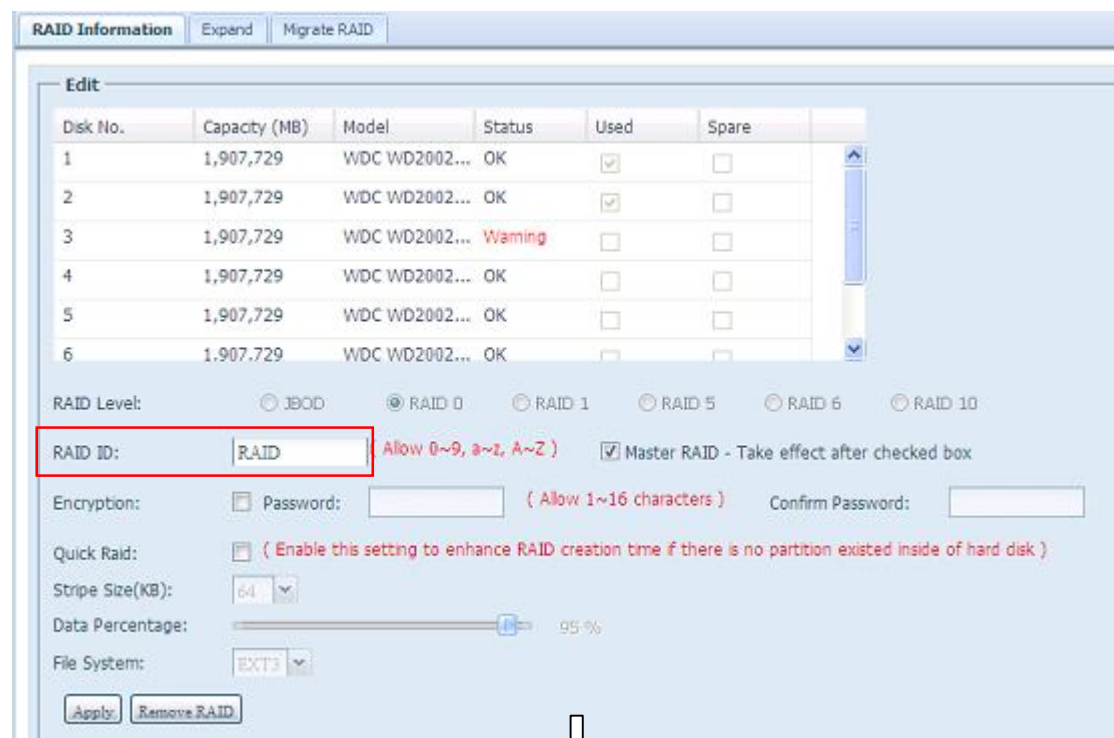 RAID Information Expand Migrate RAID
Edit
Disk No. Capacity (MB) Model Status Used Spare
1 1,907,729 WDC WD2002... OK
2 1,907,729 WDC WD2002... OK
3 1,907,729 WDC WD2002... Warning
4 1,907,729 WDC WD2002... OK
5 1,907,729 WDC WD2002... OK
6 1,907,729 WDC WD2002... OK
RAID Level: JBOD RAID 0 RAID 1 RAID 5 RAID 6 RAID 10
RAID ID: RAID ( Allow 0~9, a~z, A~Z ) Master RAID - Take effect after checked box
Encryption: Password: ( Allow 1~16 characters ) Confirm Password:
Quick Raid: ( Enable this setting to enhance RAID creation time if there is no partition existed inside of hard disk )
Stripe Size(KB): 64
Data Percentage: 95 %
File System: EXT3
Apply Remove RAID